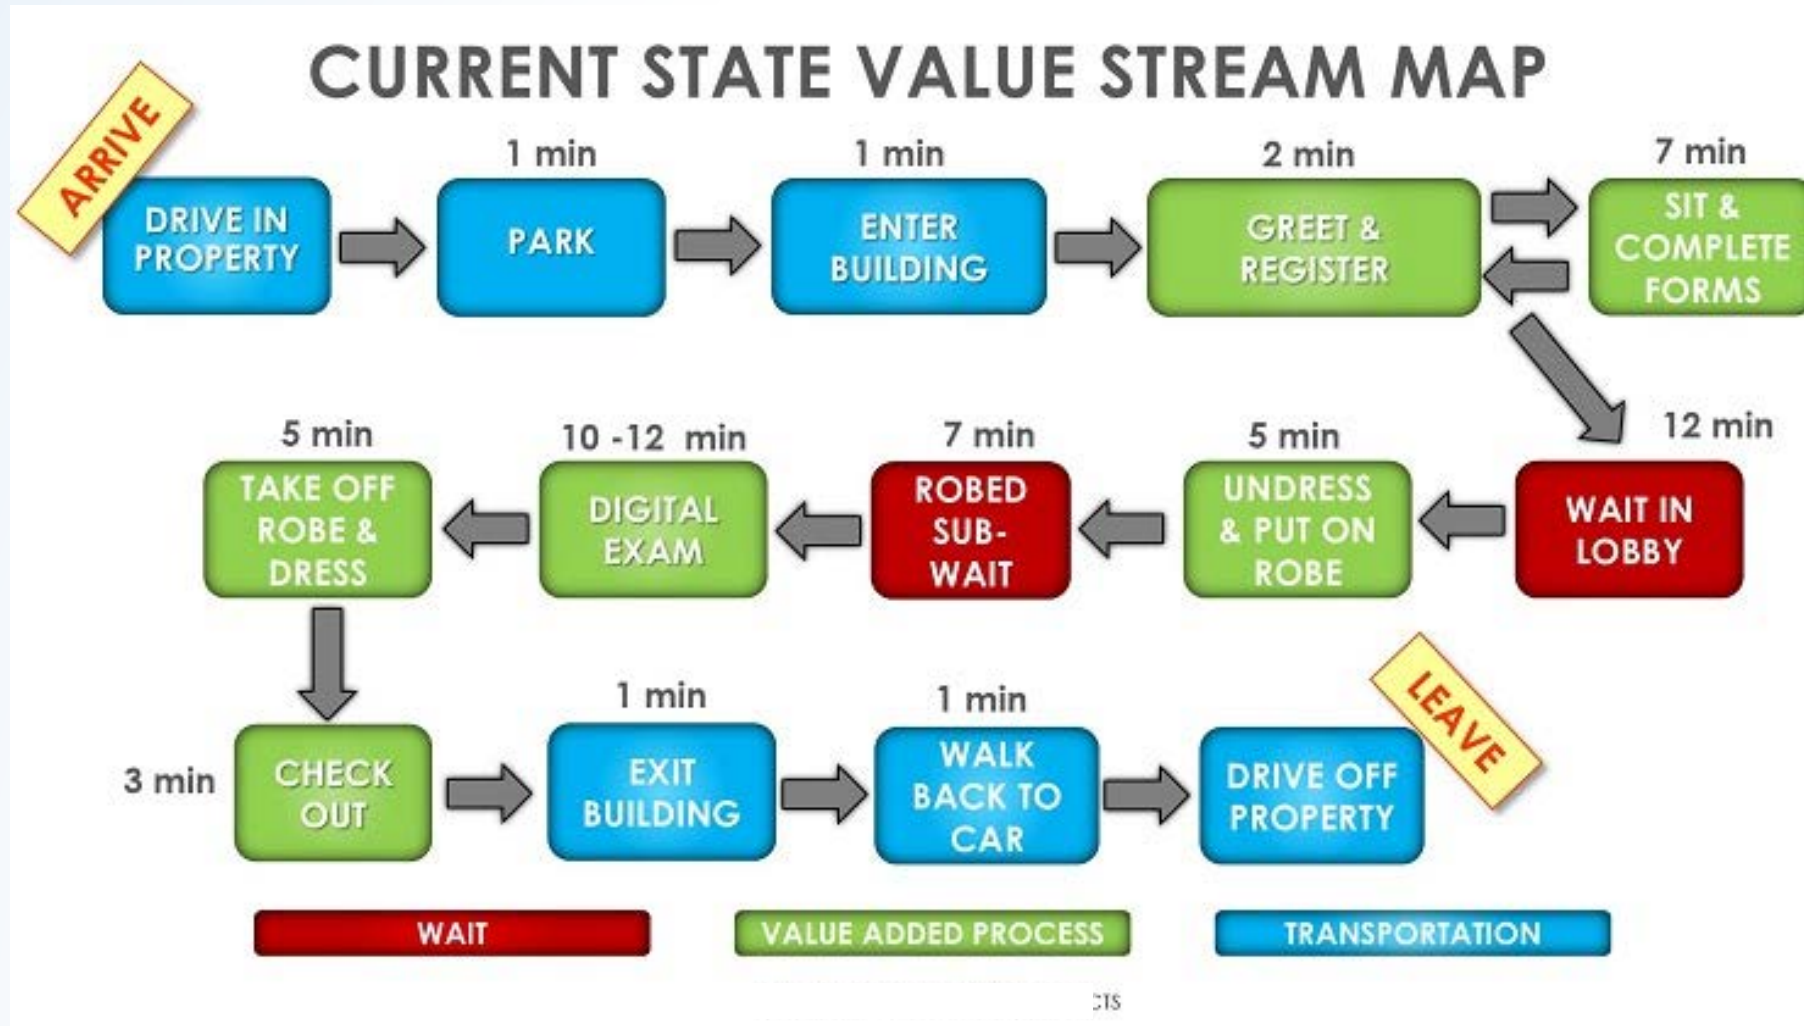 CURRENT STATE VALUE STREAM MAP
ARRIVE
1 min
1 min
2 min
7 min
DRIVE IN
PROPERTY
PARK
ENTER
BUILDING
GREET &
REGISTER
SIT &
COMPLETE
FORMS
12 min
WAIT IN
LOBBY
5 min
UNDRESS
& PUT ON
ROBE
7 min
ROBED
SUB-
WAIT
10 -12 min
DIGITAL
EXAM
5 min
TAKE OFF
ROBE &
DRESS
3 min
CHECK
OUT
1 min
EXIT
BUILDING
1 min
WALK
BACK TO
CAR
DRIVE OFF
PROPERTY
LEAVE
WAIT
VALUE ADDED PROCESS
TRANSPORTATION